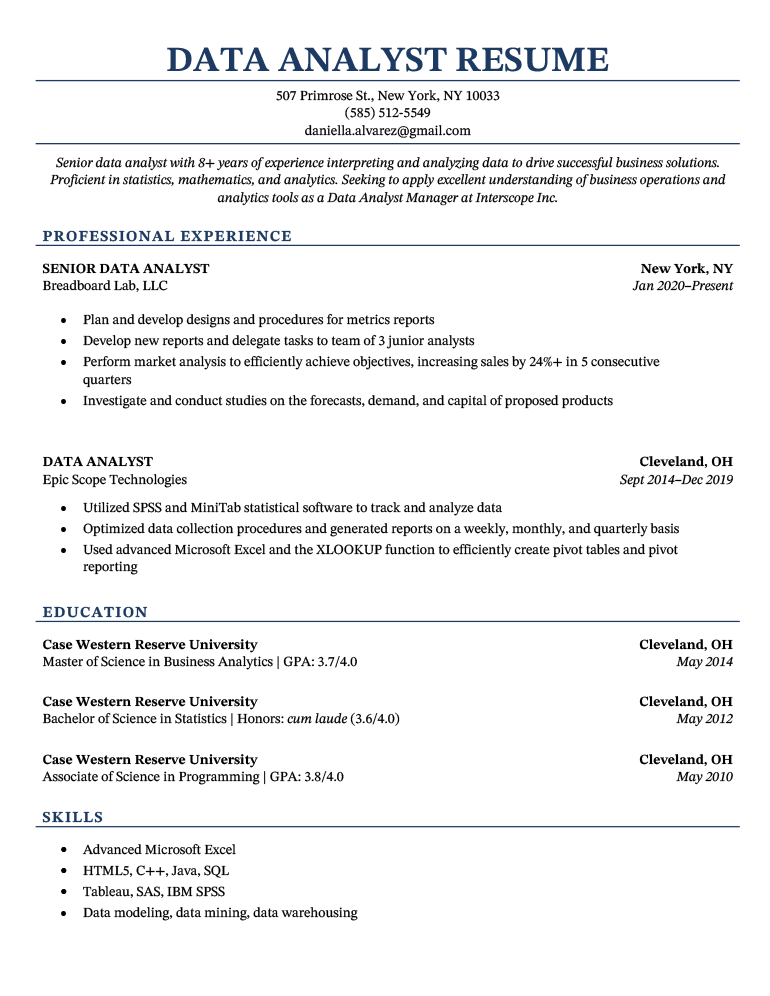 DATA ANALYST RESUME
507 Primrose St., New York, NY 10033
(585) 512-5549
daniella.alvarez@gmail.com
Senior data analyst with 8+ years of experience interpreting and analyzing data to drive successful business solutions.
Proficient in statistics, mathematics, and analytics. Seeking to apply excellent understanding of business operations and
analytics tools as a Data Analyst Manager at Interscope Inc.
PROFESSIONAL EXPERIENCE
SENIOR DATA ANALYST New York, NY
Breadboard Lab, LLC Jan 2020–Present
• Plan and develop designs and procedures for metrics reports
• Develop new reports and delegate tasks to team of 3 junior analysts
• Perform market analysis to efficiently achieve objectives, increasing sales by 24%+ in 5 consecutive
quarters
• Investigate and conduct studies on the forecasts, demand, and capital of proposed products
DATA ANALYST Cleveland, OH
Epic Scope Technologies Sept 2014–Dec 2019
• Utilized SPSS and MiniTab statistical software to track and analyze data
• Optimized data collection procedures and generated reports on a weekly, monthly, and quarterly basis
• Used advanced Microsoft Excel and the XLOOKUP function to efficiently create pivot tables and pivot
reporting
EDUCATION
Case Western Reserve University Cleveland, OH
Master of Science in Business Analytics | GPA: 3.7/4.0 May 2014
Case Western Reserve University Cleveland, OH
Bachelor of Science in Statistics | Honors: cum laude (3.6/4.0) May 2012
Case Western Reserve University Cleveland, OH
Associate of Science in Programming | GPA: 3.8/4.0 May 2010
SKILLS
• Advanced Microsoft Excel
• HTML5, C++, Java, SQL
• Tableau, SAS, IBM SPSS
• Data modeling, data mining, data warehousing